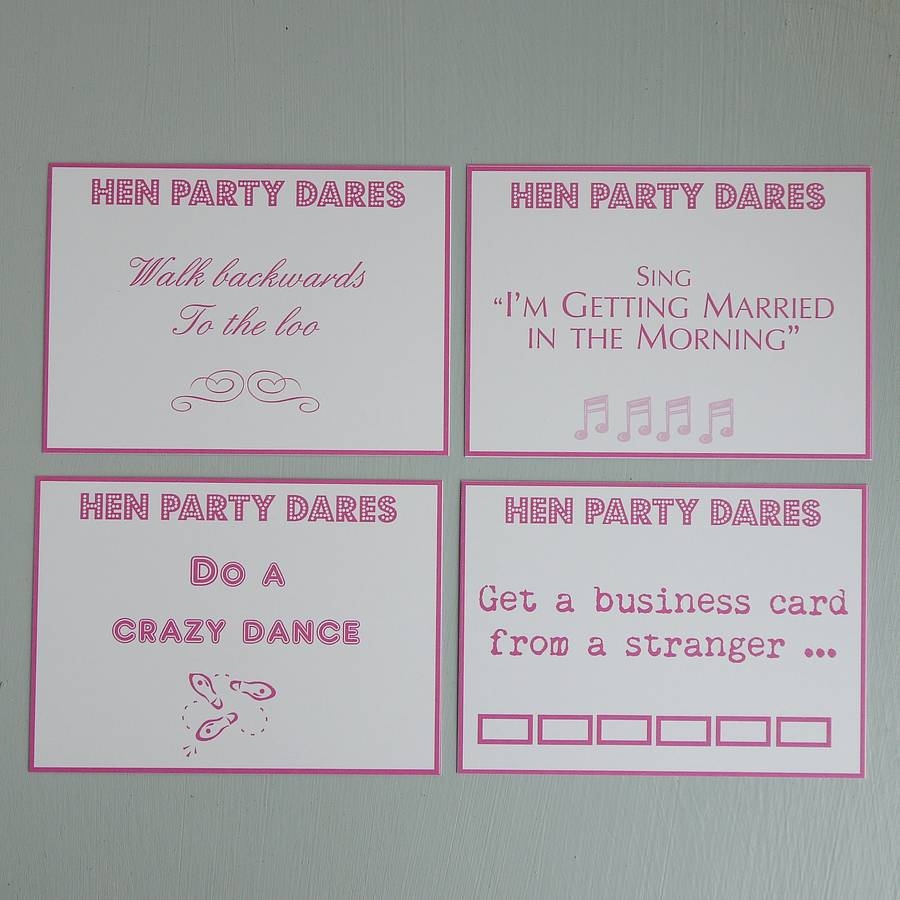 HEN PARTY DARES
Walk backwards
To the loo
HEN PARTY DARES
SING
“I’M GETTING MARRIED
IN THE MORNING”
HEN PARTY DARES
DO A
CRAZY DANCE
HEN PARTY DARES
Get a business card
from a stranger ...